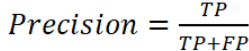 Precision = TP / TP+FP